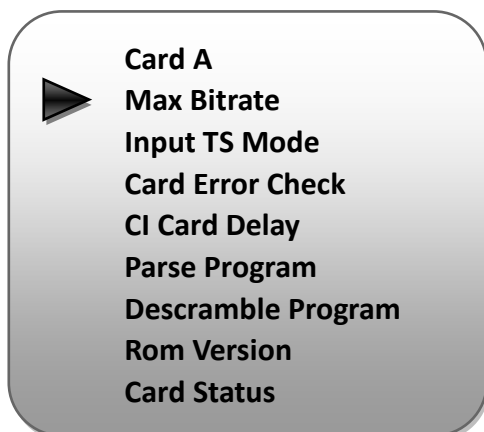 Card A
Max Bitrate
Input TS Mode
Card Error Check
CI Card Delay
Parse Program
Descramble Program
Rom Version
Card Status